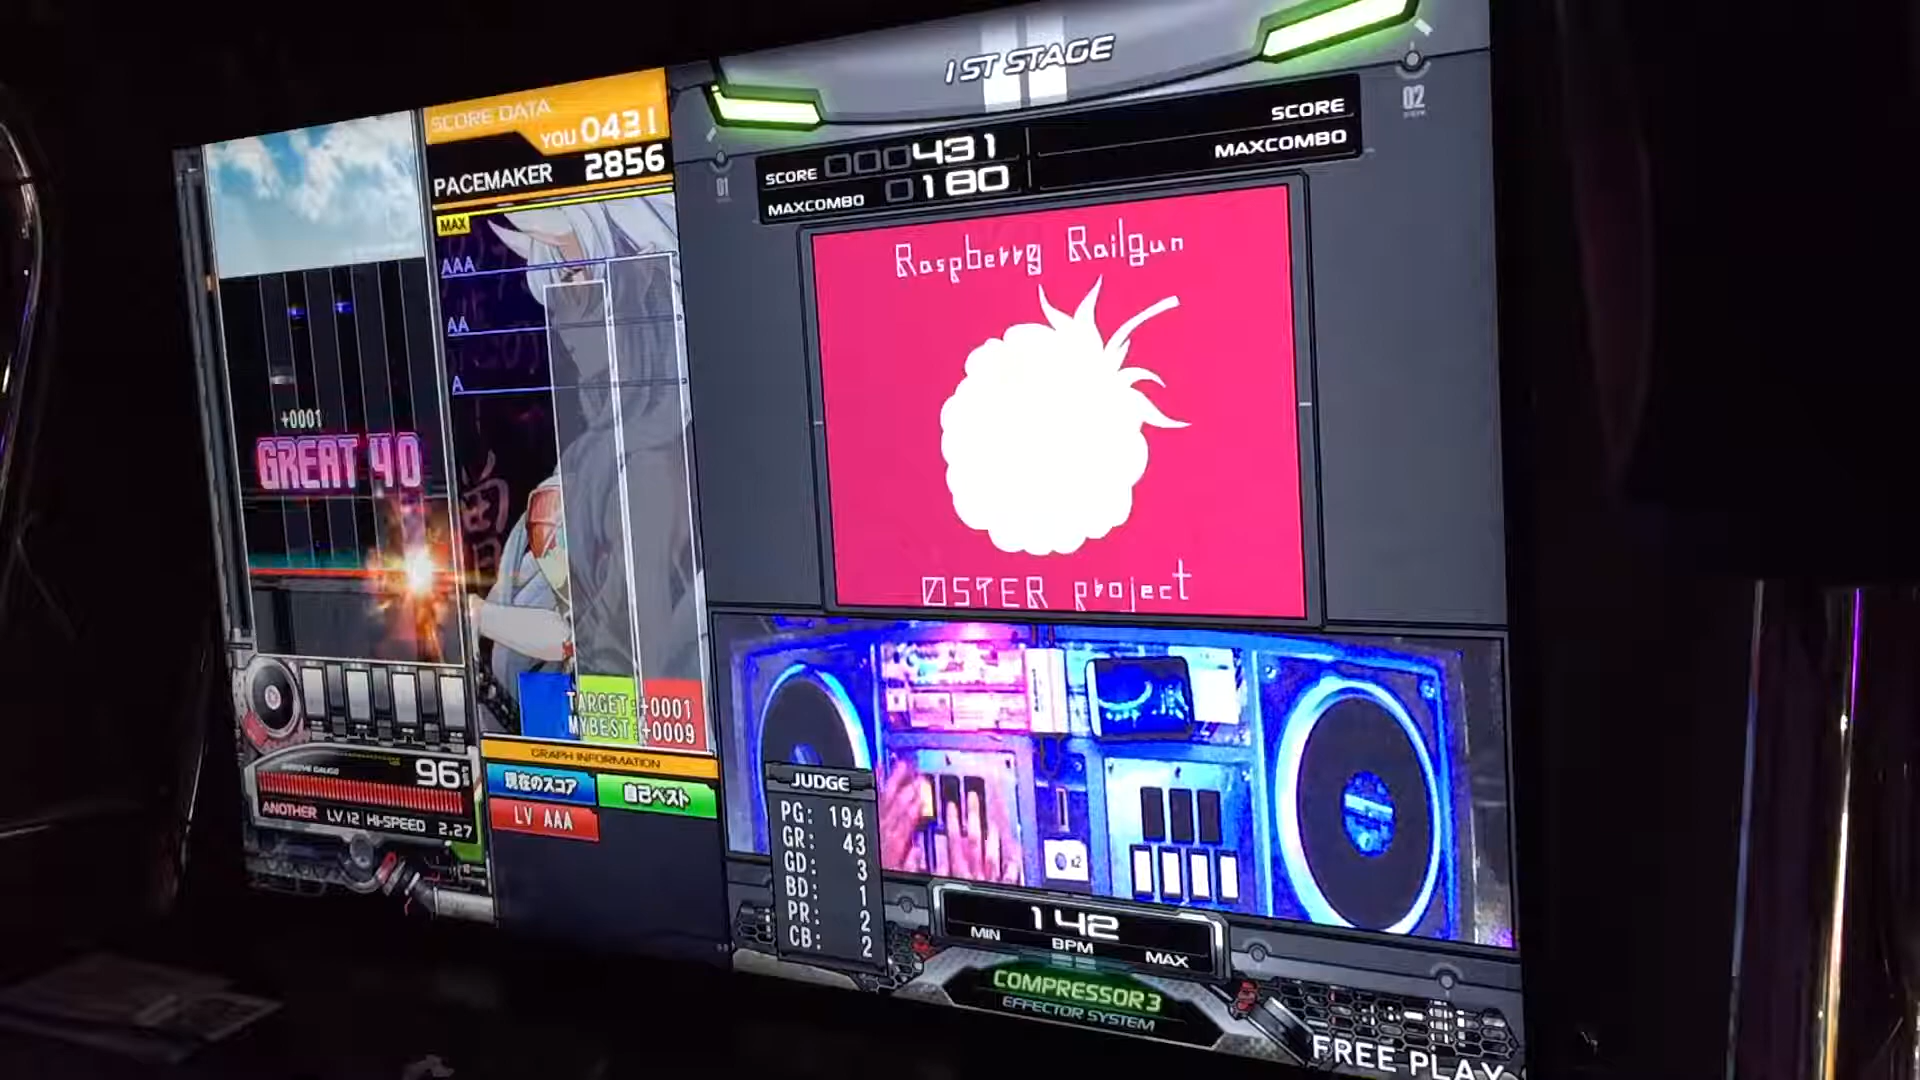 1ST STAGE
SCORE DATA
YOU 0431
PACEMAKER 2856
MAX
AAA
AA
A
+0001
GREAT 40
TARGET:+0001
MYBEST:+0009
GRAPH INFORMATION
現在のスコア
自己ベスト
LV AAA
96
ANOTHER LV.12 HI-SPEED 2.27
01
02
SCORE 431
MAXCOMBO 0180
SCORE
MAXCOMBO
Raspberry Railgun
ØSTER project
x2
JUDGE
PG: 194
GR: 43
GD: 3
BD: 1
PR: 2
CB: 2
142
MIN BPM MAX
COMPRESSOR 3
EFFECTOR SYSTEM
FREE PLAY